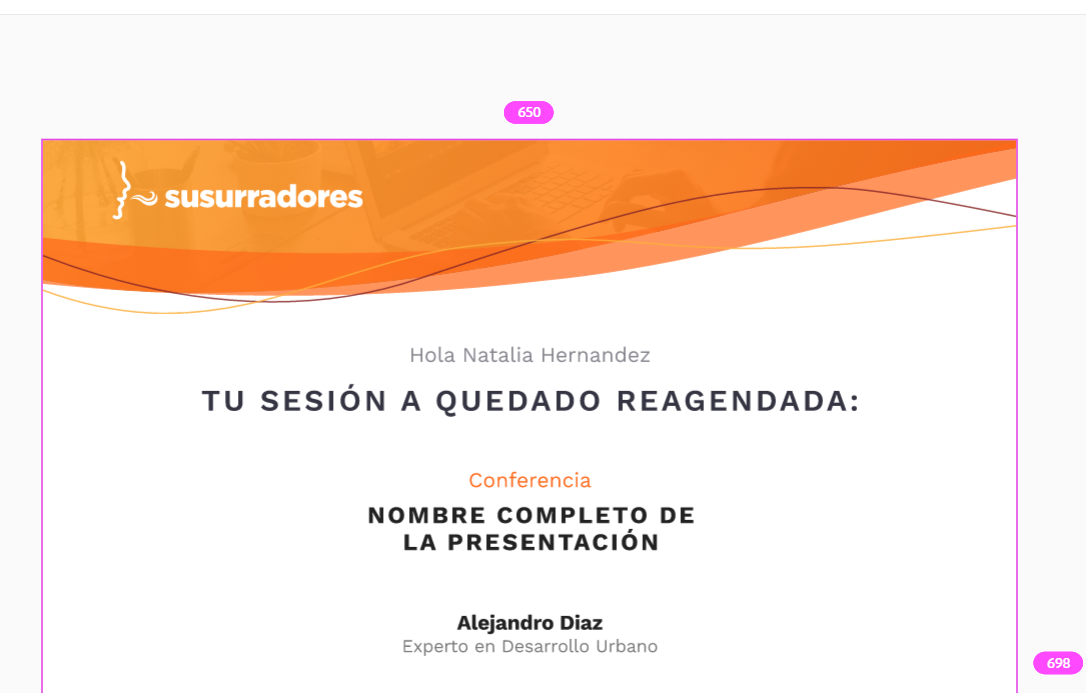 650
susurradores
Hola Natalia Hernandez
TU SESIÓN A QUEDADO REAGENDADA:
Conferencia
NOMBRE COMPLETO DE
LA PRESENTACIÓN
Alejandro Diaz
Experto en Desarrollo Urbano
698